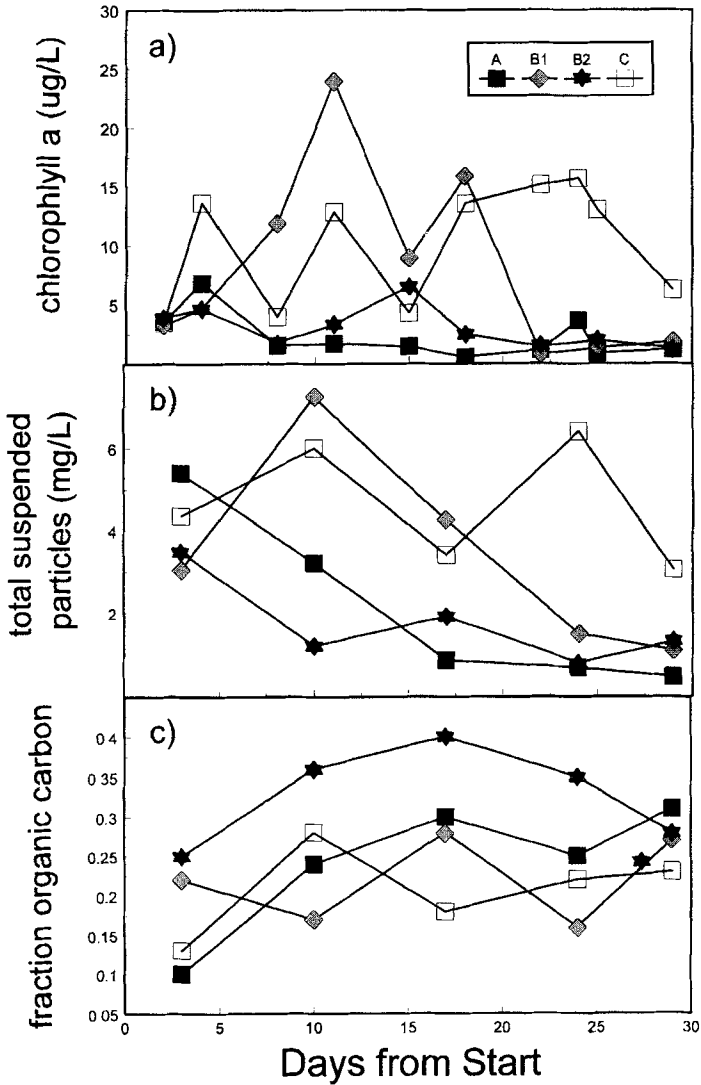 30
a)
A B1 B2 C
25
20
15
10
5
chlorophyll a (ug/L)
b)
6
4
2
total suspended
particles (mg/L)
c)
0 4
0 35
0.3
0.25
0.2
0.15
0.1
0 05
fraction organic carbon
0 5 10 15 20 25 30
Days from Start